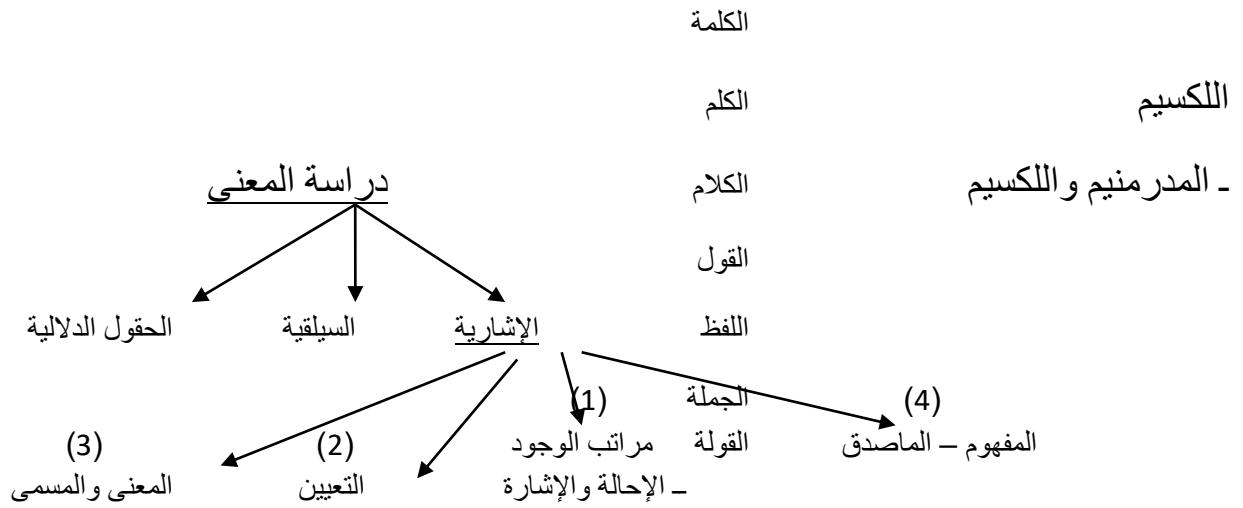 اللكسيم
ـ المدرمنيم واللكسيم
الكلمة
الكلم
الكلام
القول
اللفظ
الجملة
القولة
دراسة المعنى
الإشارية
السيلقية
الحقول الدلالية
(4)
المفهوم – الماصدق
(1)
مراتب الوجود
ـ الإحالة والإشارة
(2)
التعيين
(3)
المعنى والمسمى